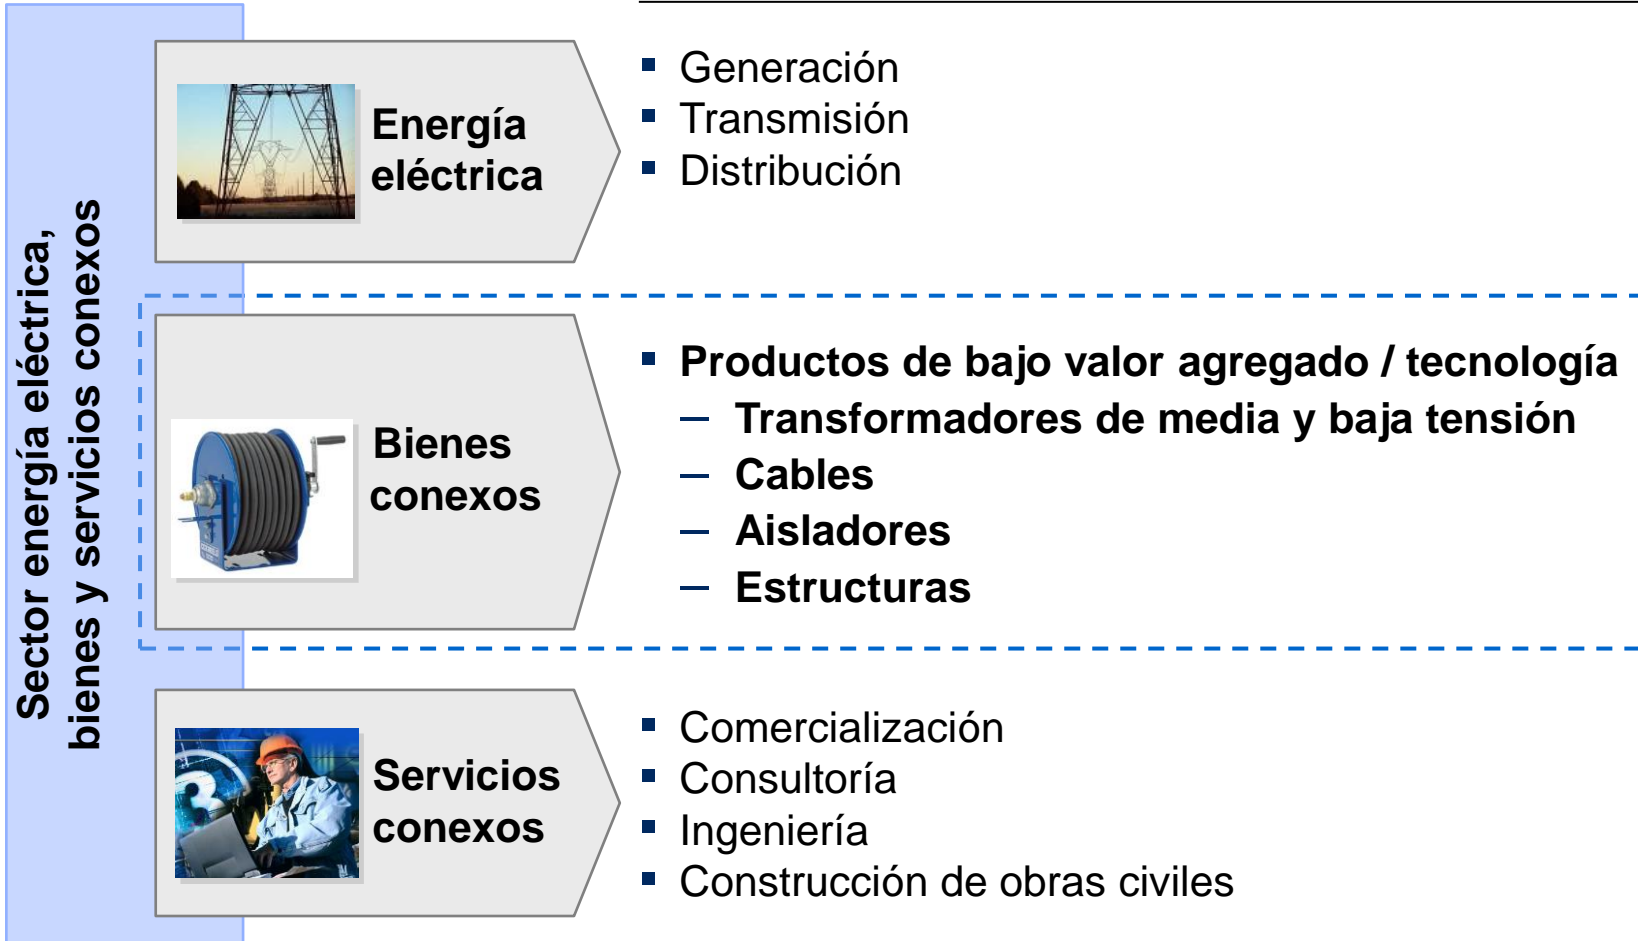 Sector energía eléctrica,
bienes y servicios conexos
Energía
eléctrica
Generación
Transmisión
Distribución
Bienes
conexos
Productos de bajo valor agregado / tecnología
Transformadores de media y baja tensión
Cables
Aisladores
Estructuras
Servicios
conexos
Comercialización
Consultoría
Ingeniería
Construcción de obras civiles